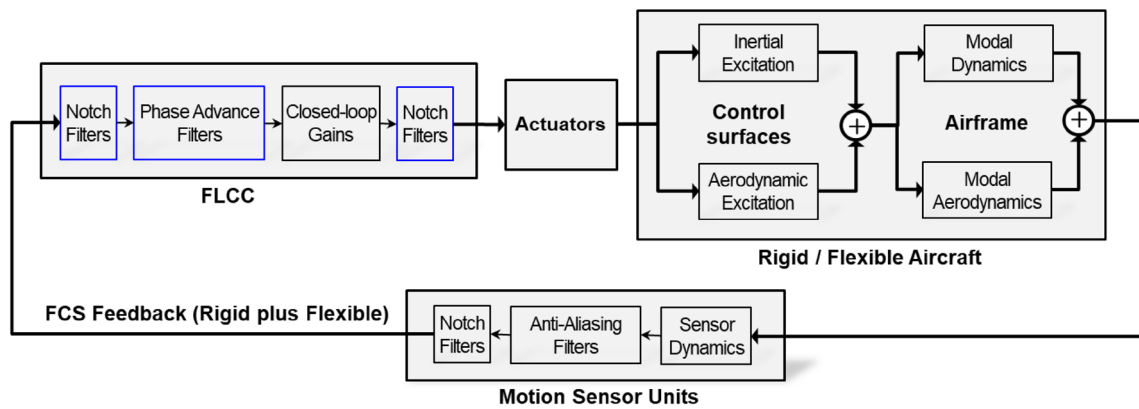 Notch
Filters
Phase Advance
Filters
Closed-loop
Gains
Notch
Filters
FLCC
Actuators
Inertial
Excitation
Control
surfaces
Aerodynamic
Excitation
+
Modal
Dynamics
Airframe
Modal
Aerodynamics
+
Rigid / Flexible Aircraft
FCS Feedback (Rigid plus Flexible)
Notch
Filters
Anti-Aliasing
Filters
Sensor
Dynamics
Motion Sensor Units